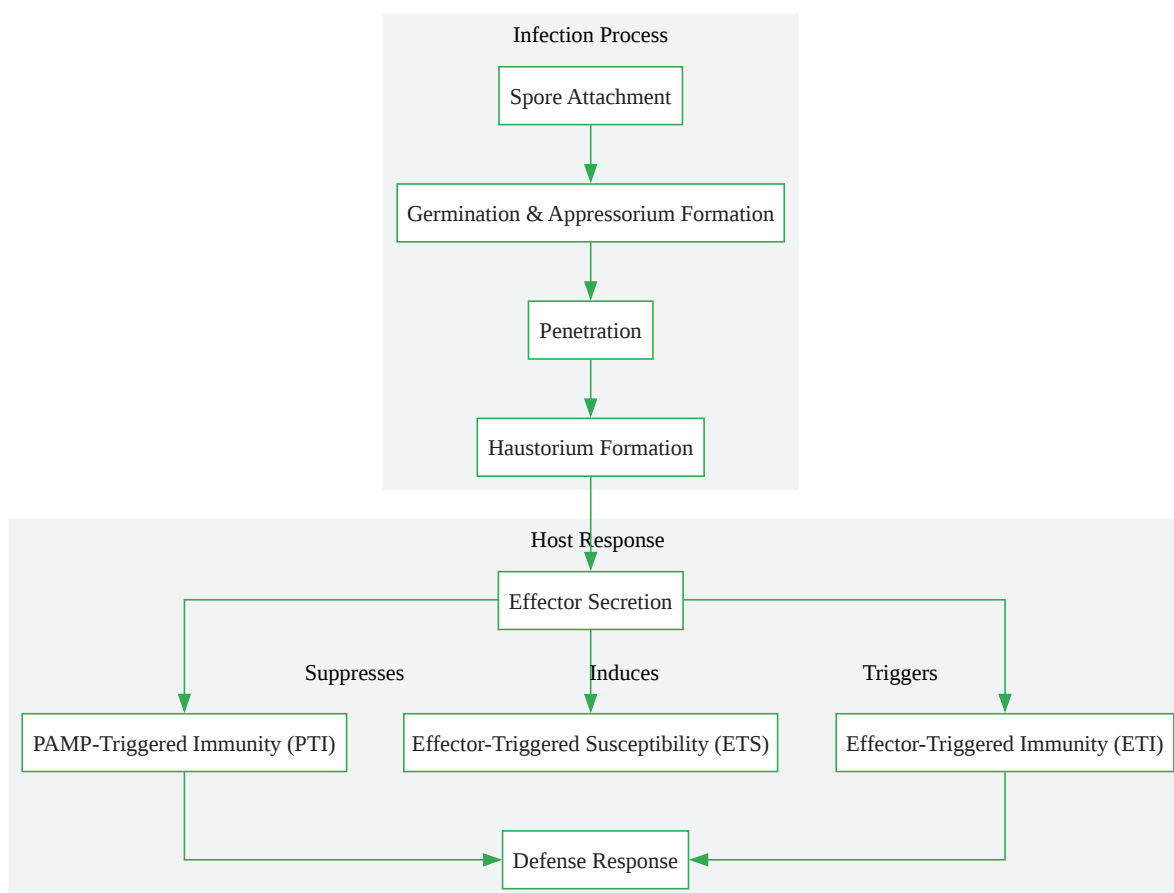 Infection Process
Spore Attachment
Germination & Appressorium Formation
Penetration
Haustorium Formation
Host Response
Effector Secretion
Suppresses
Induces
Triggers
PAMP-Triggered Immunity (PTI)
Effector-Triggered Susceptibility (ETS)
Effector-Triggered Immunity (ETI)
Defense Response